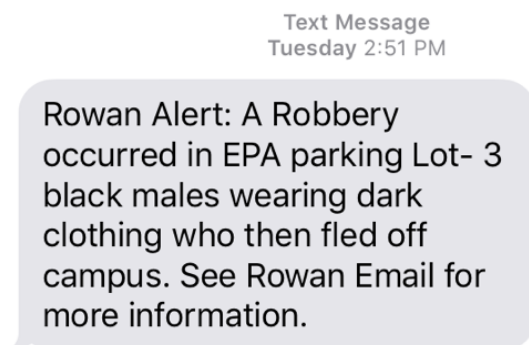 Text Message
Tuesday 2:51 PM
Rowan Alert: A Robbery
occurred in EPA parking Lot- 3
black males wearing dark
clothing who then fled off
campus. See Rowan Email for
more information.